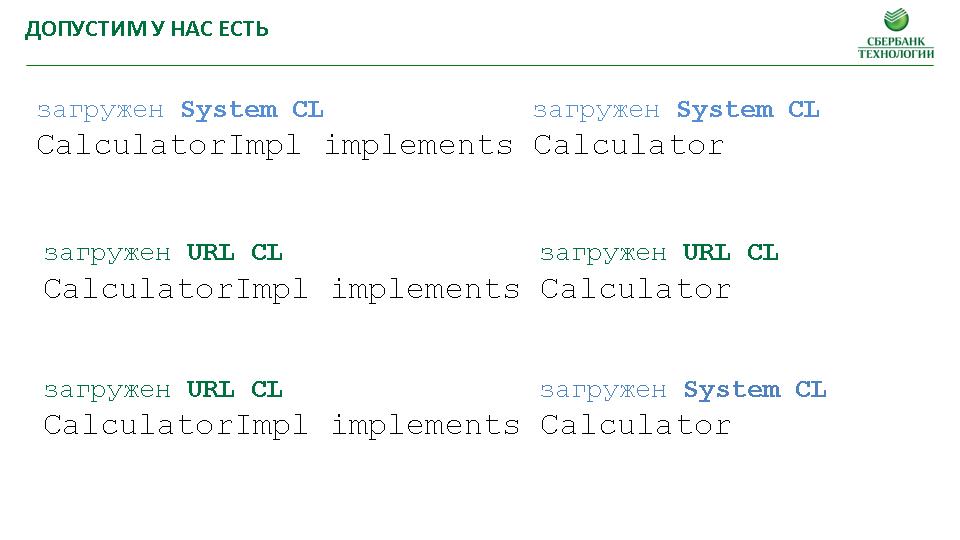 ДОПУСТИМ У НАС ЕСТЬ
СБЕРБАНК
ТЕХНОЛОГИИ
загружен System CL загружен System CL
CalculatorImpl implements Calculator
загружен URL CL загружен URL CL
CalculatorImpl implements Calculator
загружен URL CL загружен System CL
CalculatorImpl implements Calculator